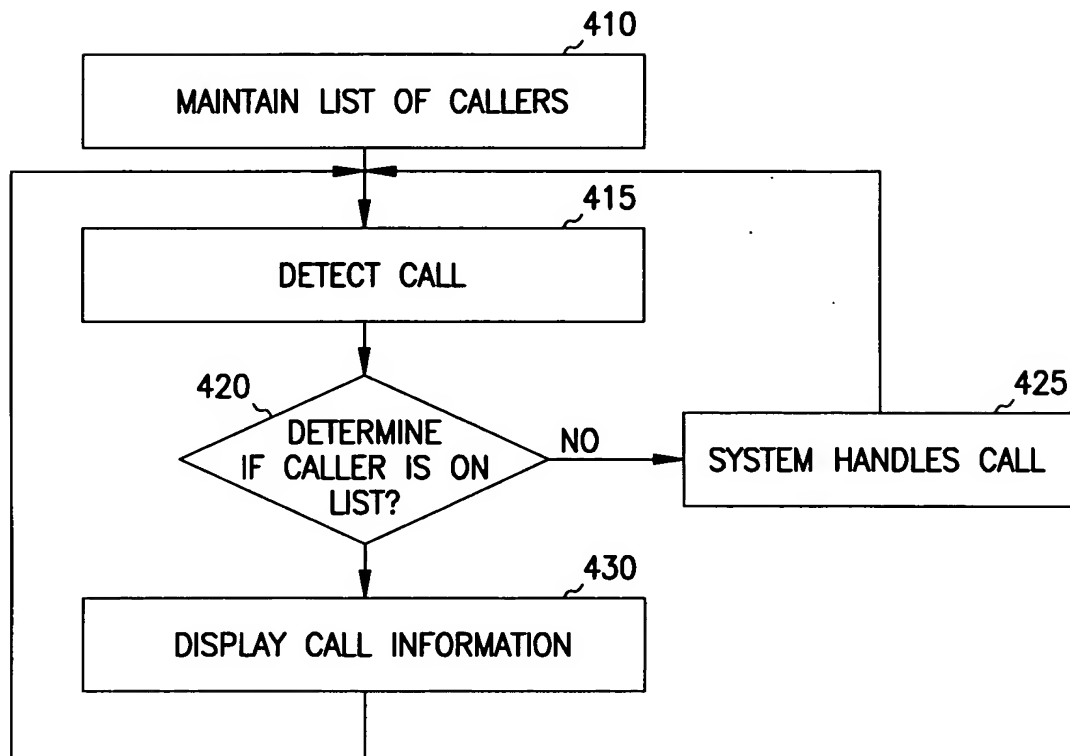 410
MAINTAIN LIST OF CALLERS
415
DETECT CALL
420
DETERMINE
IF CALLER IS ON
LIST?
NO
425
SYSTEM HANDLES CALL
430
DISPLAY CALL INFORMATION